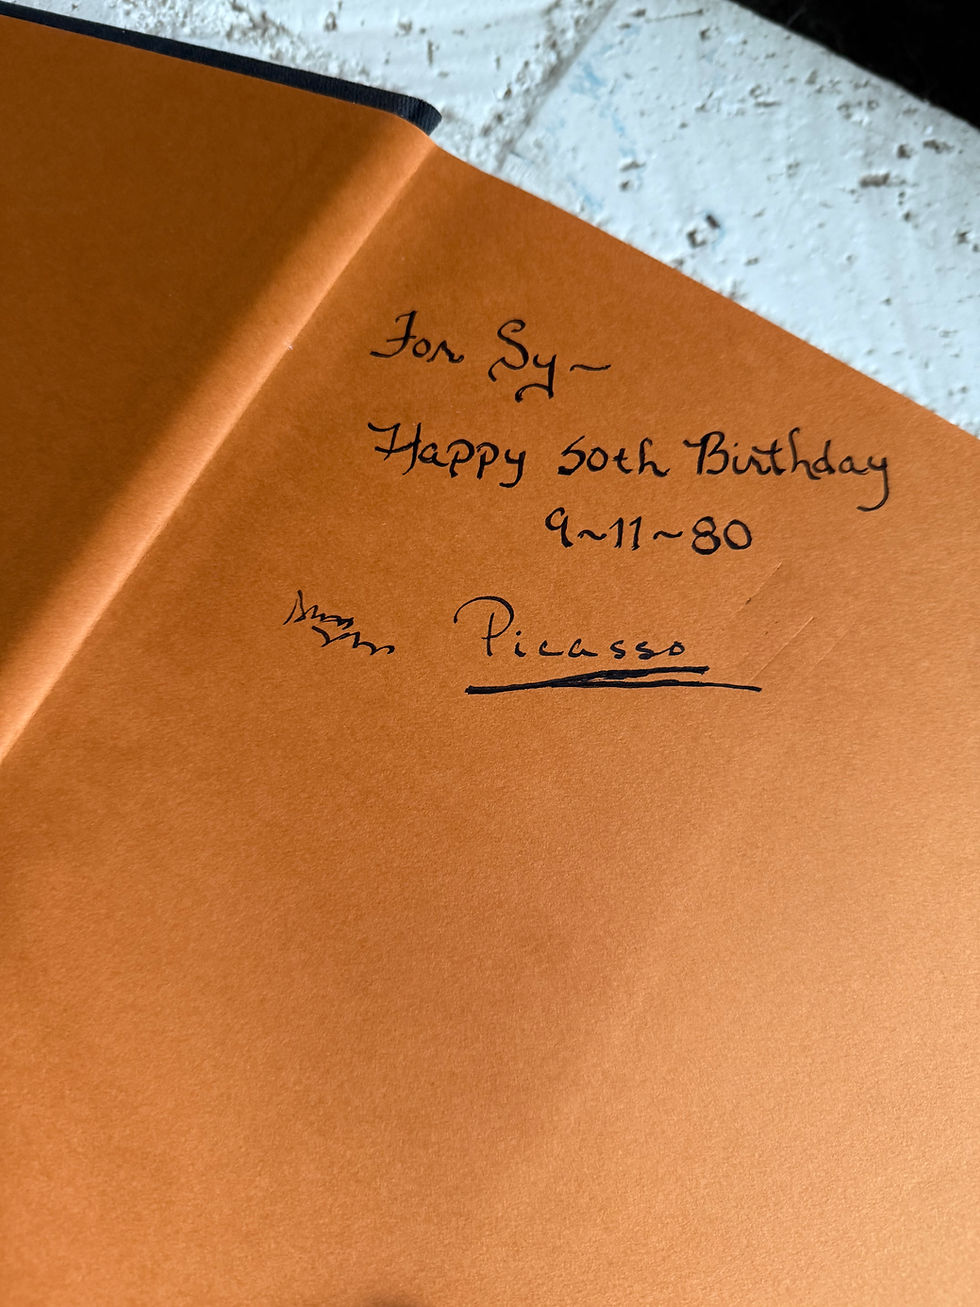 For Sy~
Happy 50th Birthday
9~11~80
Picasso